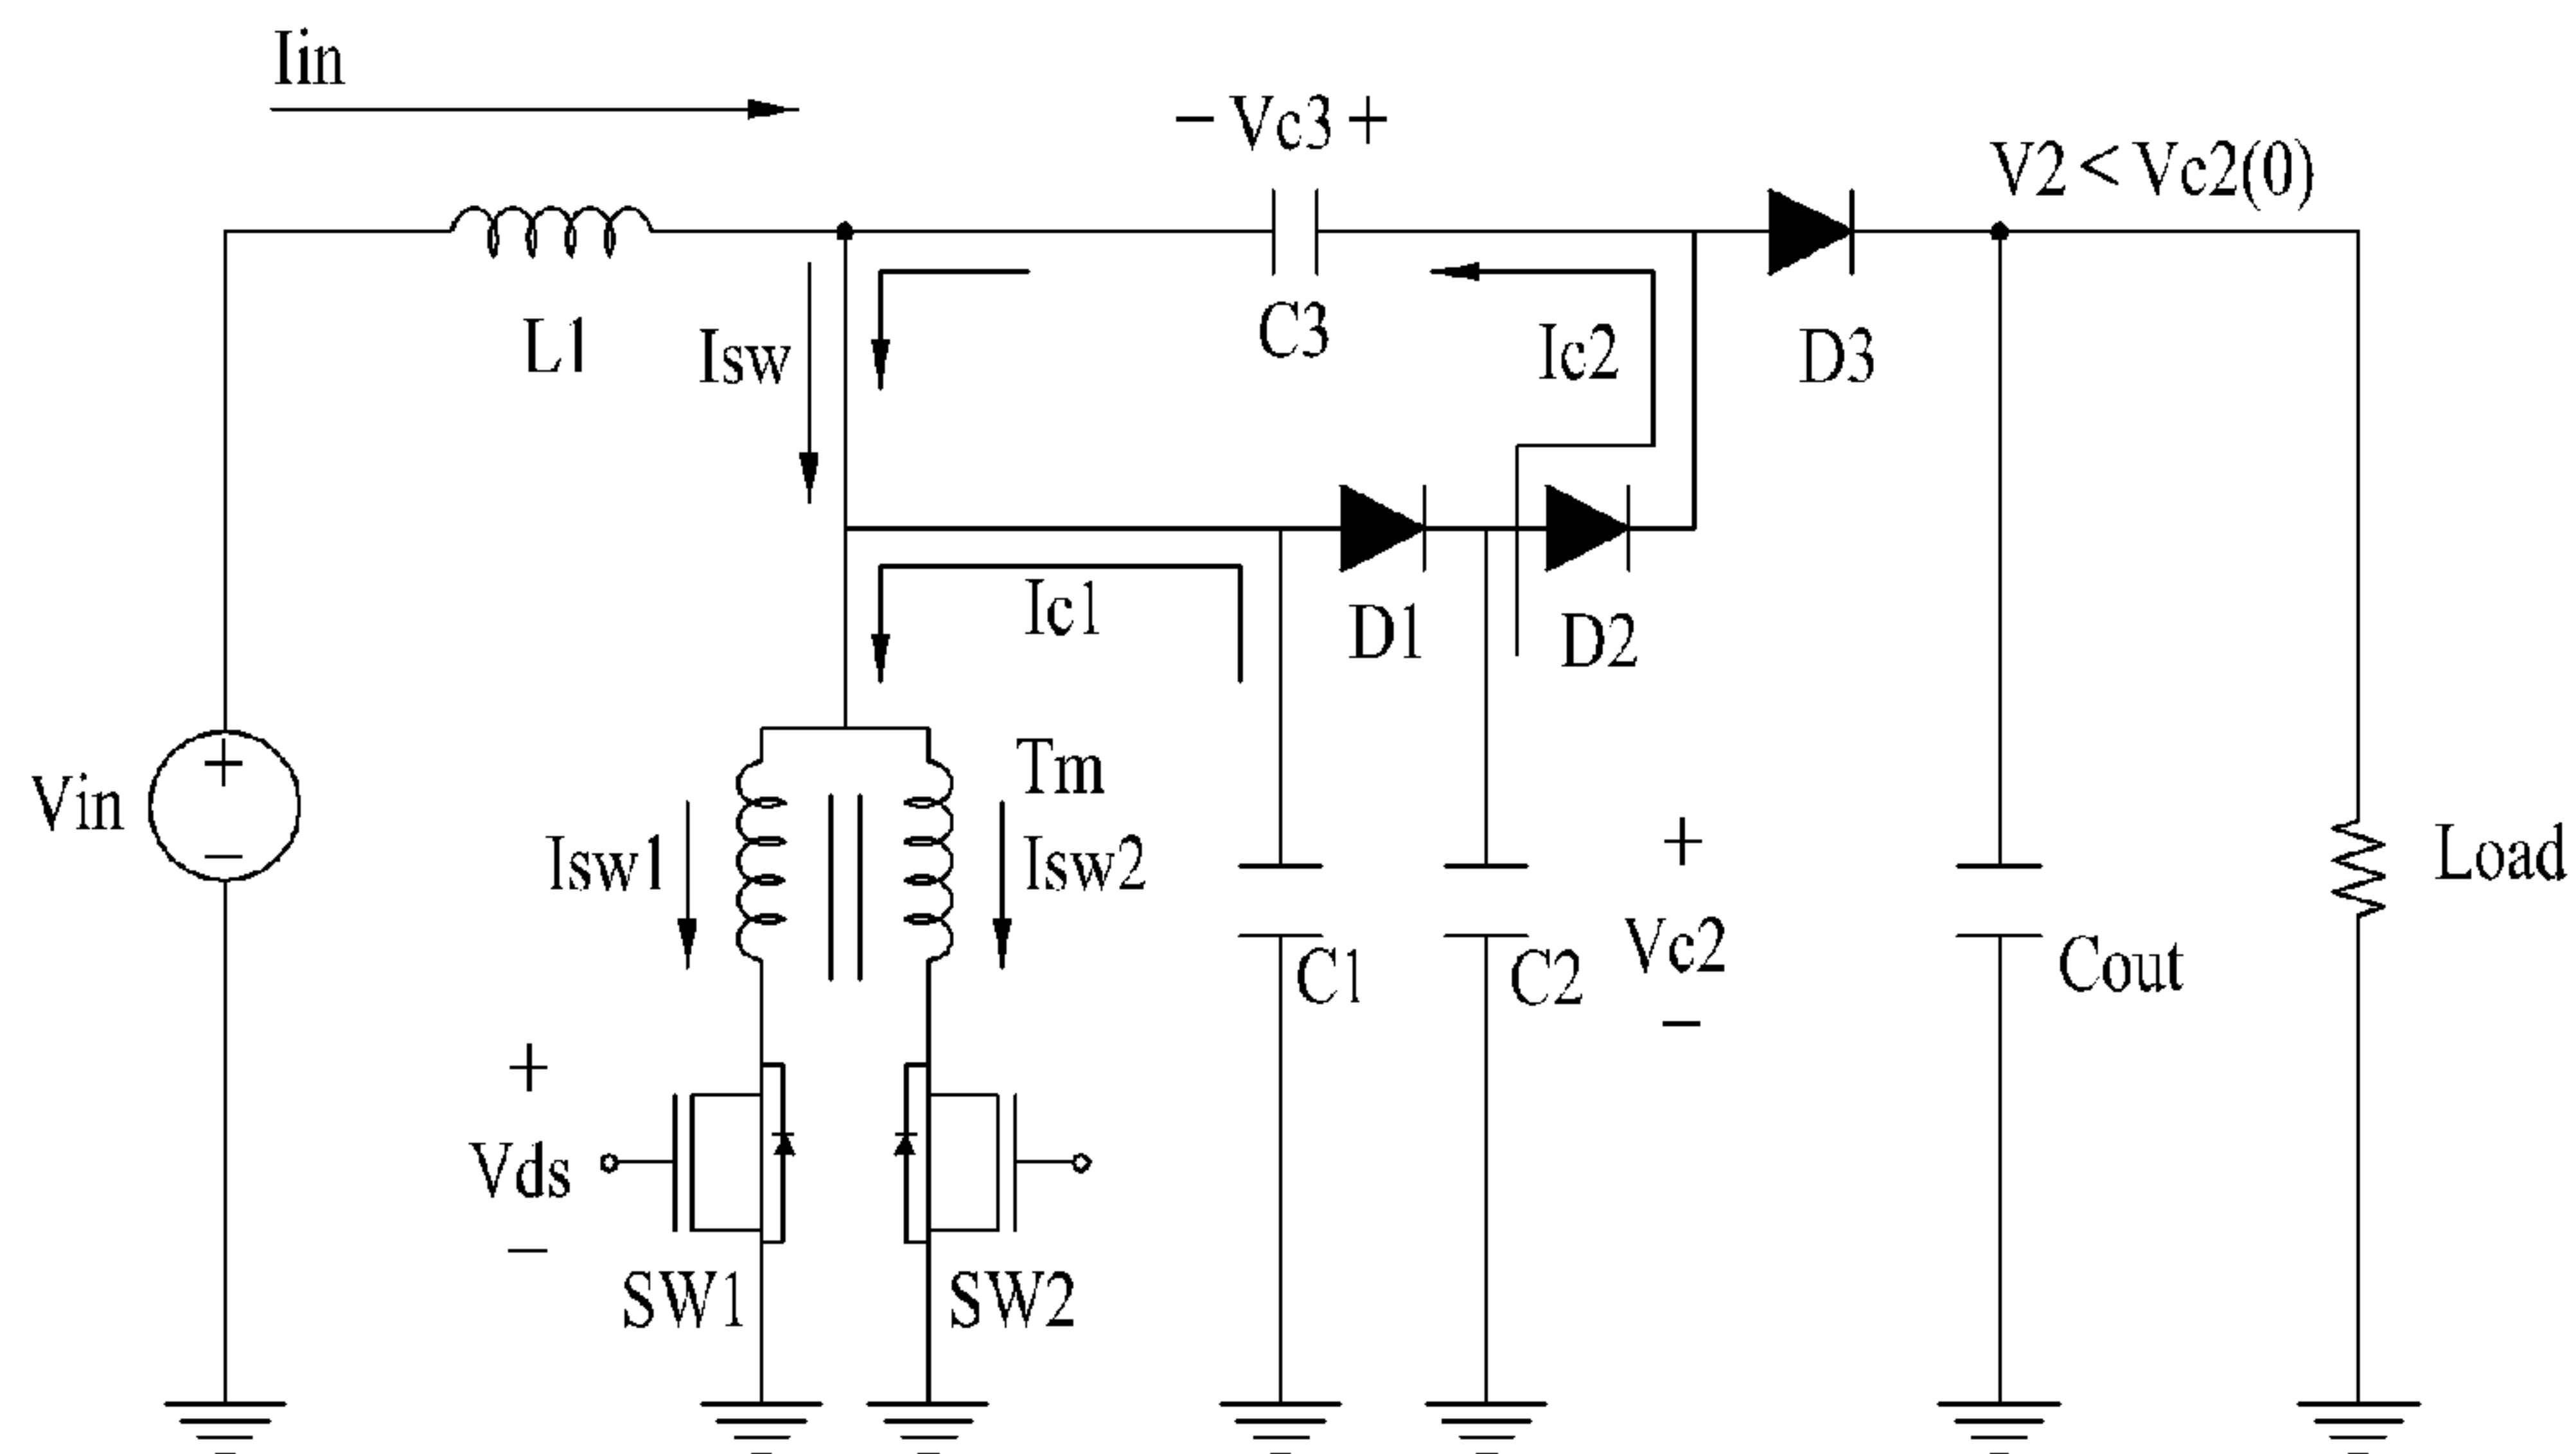 Iin
− Vc3 +
V2 < Vc2(0)
L1
Isw
C3
Ic2
D3
Ic1
D1
D2
Tm
+
−
Vin
Isw1
Isw2
+
Vc2
−
C1
C2
Cout
Load
+
Vds
−
SW1
SW2